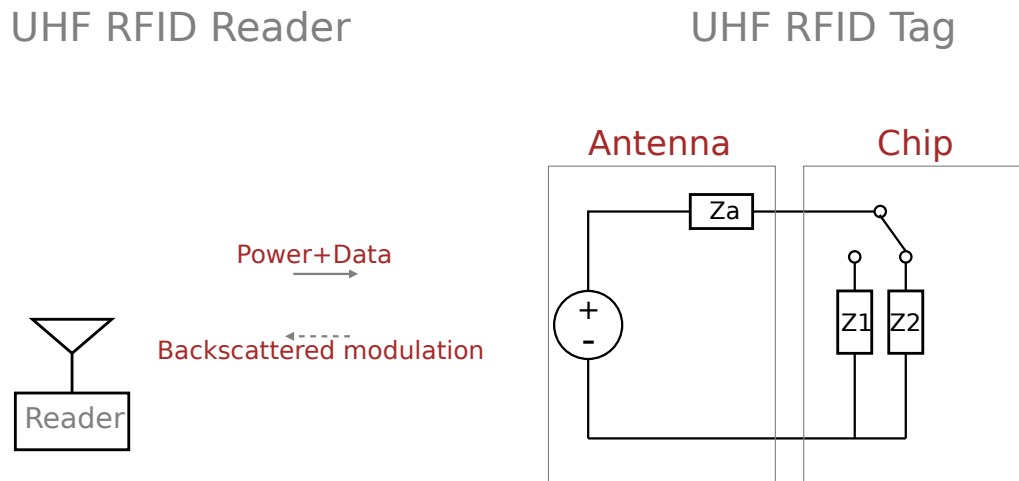 UHF RFID Reader
UHF RFID Tag
Antenna
Chip
Za
Power+Data
+
-
Z1
Z2
Backscattered modulation
Reader